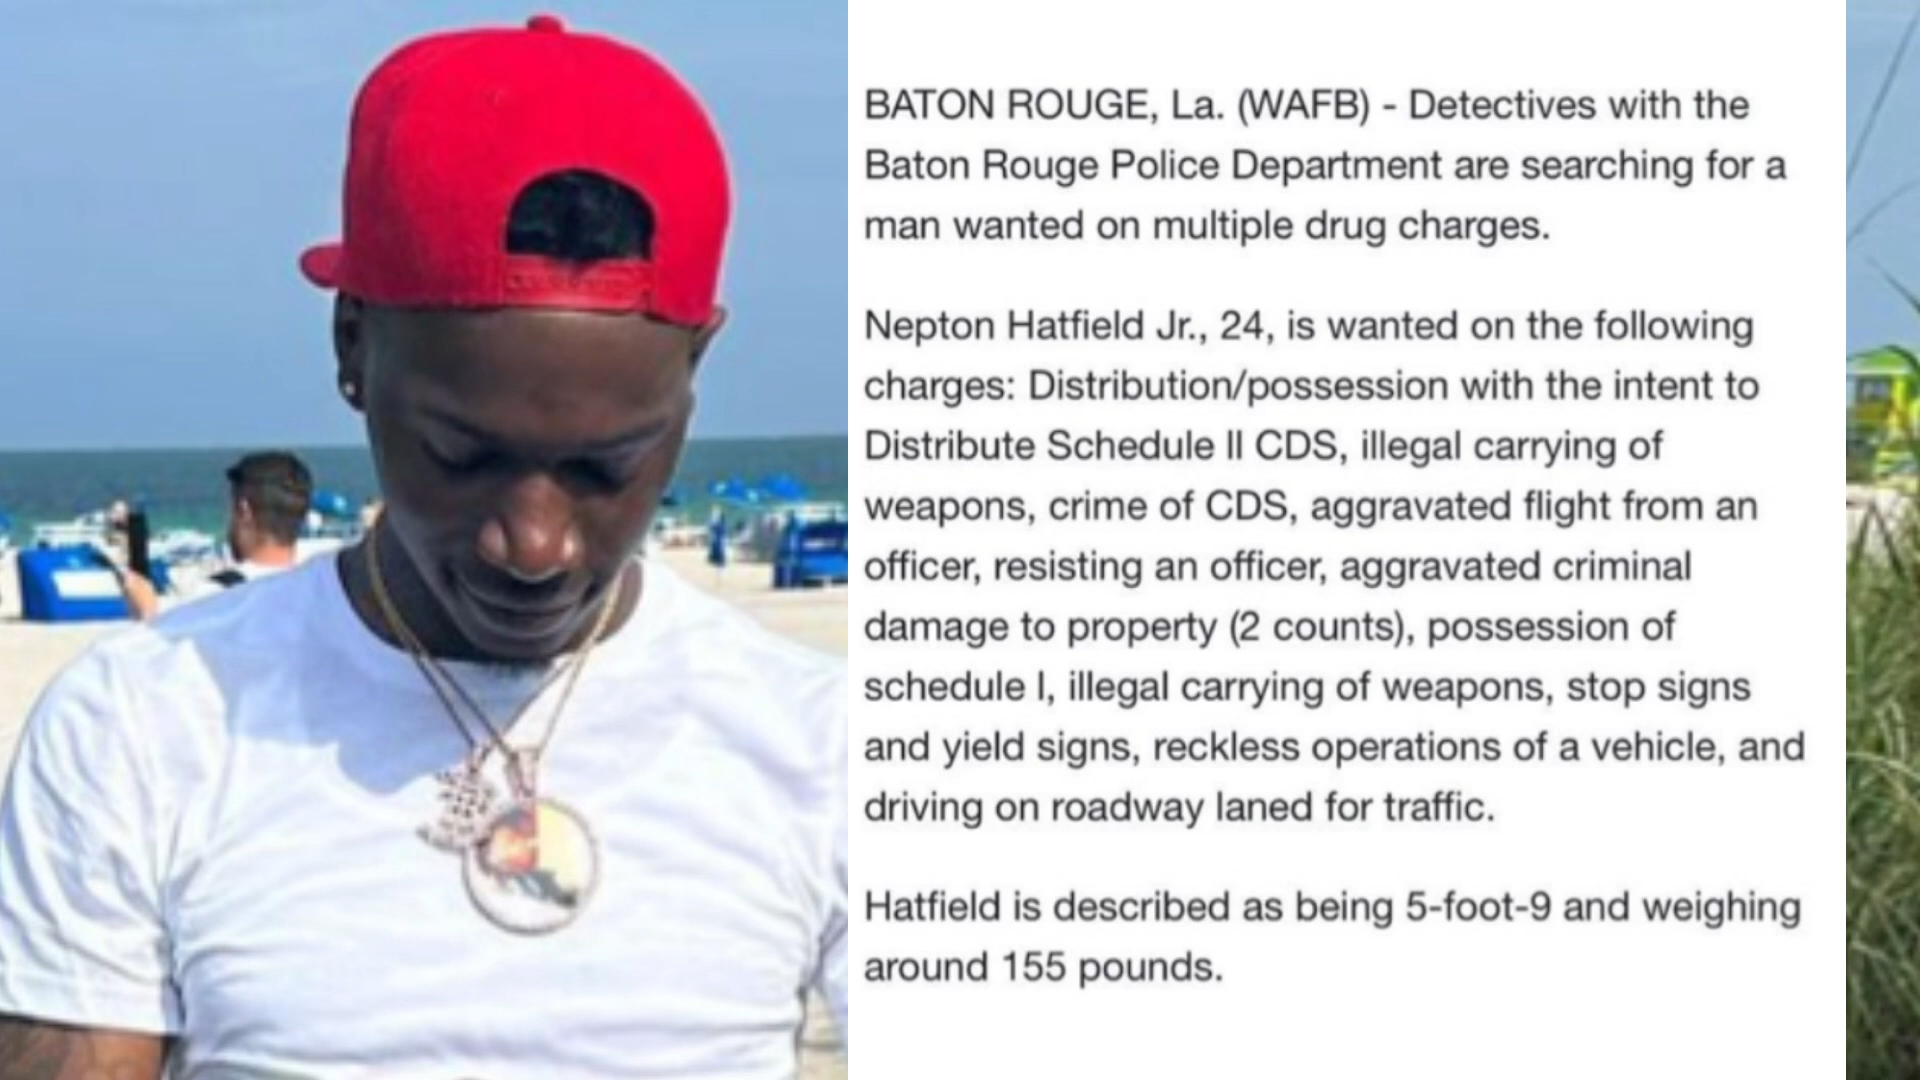 BATON ROUGE, La. (WAFB) - Detectives with the
Baton Rouge Police Department are searching for a
man wanted on multiple drug charges.
Nepton Hatfield Jr., 24, is wanted on the following
charges: Distribution/possession with the intent to
Distribute Schedule II CDS, illegal carrying of
weapons, crime of CDS, aggravated flight from an
officer, resisting an officer, aggravated criminal
damage to property (2 counts), possession of
schedule I, illegal carrying of weapons, stop signs
and yield signs, reckless operations of a vehicle, and
driving on roadway laned for traffic.
Hatfield is described as being 5-foot-9 and weighing
around 155 pounds.